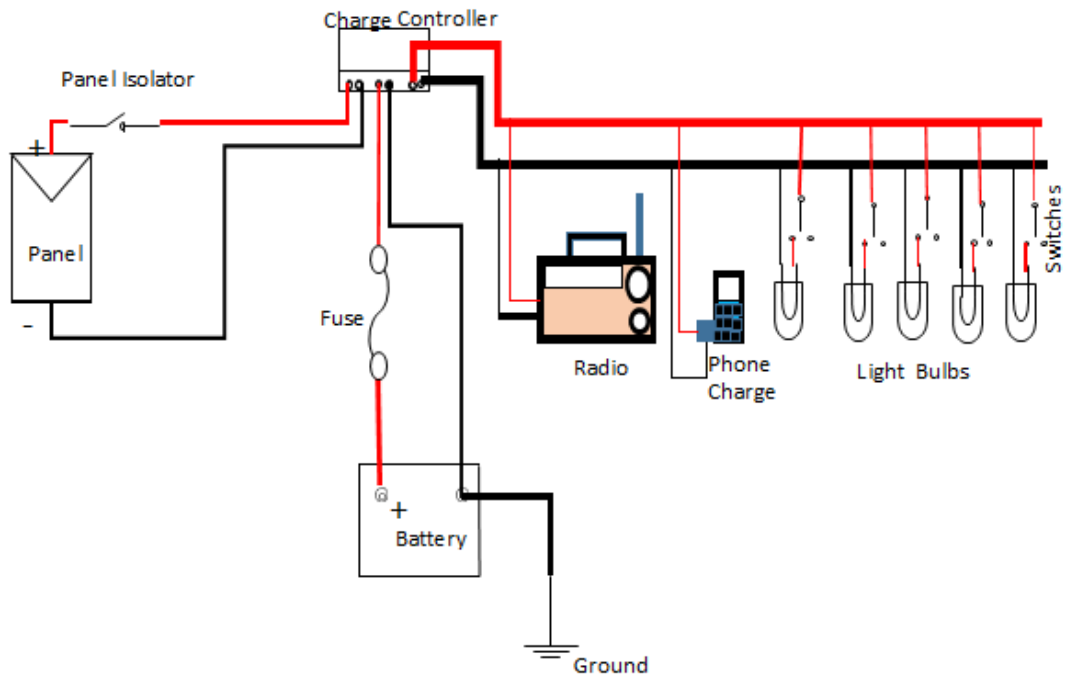 Charge Controller
Panel Isolator
+
Panel
-
Fuse
Radio
Phone
Charge
Light Bulbs
Switches
+
Battery
Ground